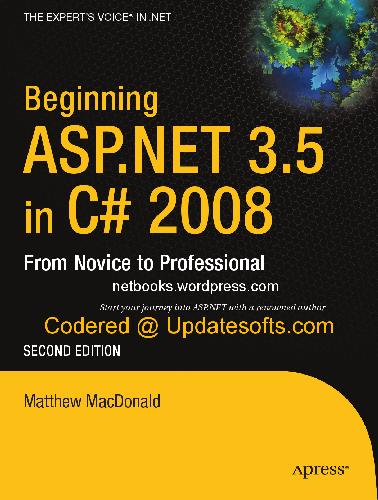 THE EXPERT'S VOICE® IN .NET
Beginning
ASP.NET 3.5
in C# 2008
From Novice to Professional
netbooks.wordpress.com
Start your journey into ASP.NET with a renowned author
Codered @ Updatesofts.com
SECOND EDITION
Matthew MacDonald
Apress®